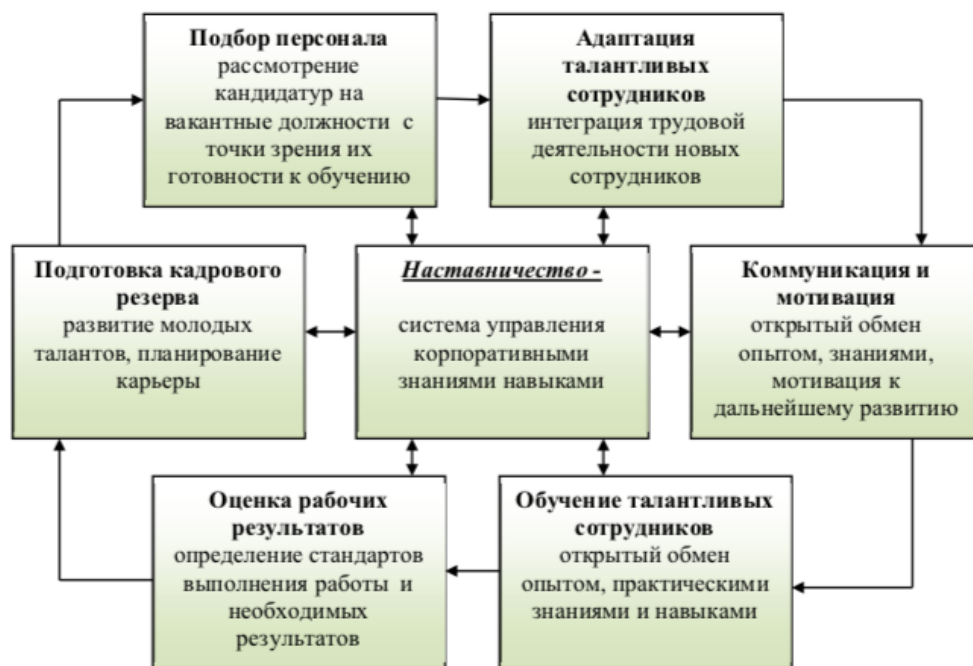 Подбор персонала
рассмотрение
кандидатур на
вакантные должности с
точки зрения их
готовности к обучению
Адаптация
талантливых
сотрудников
интеграция трудовой
деятельности новых
сотрудников
Подготовка кадрового
резерва
развитие молодых
талантов, планирование
карьеры
Наставничество -
система управления
корпоративными
знаниями навыками
Коммуникация и
мотивация
открытый обмен
опытом, знаниями,
мотивация к
дальнейшему развитию
Оценка рабочих
результатов
определение стандартов
выполнения работы и
необходимых
результатов
Обучение талантливых
сотрудников
открытый обмен
опытом, практическими
знаниями и навыками